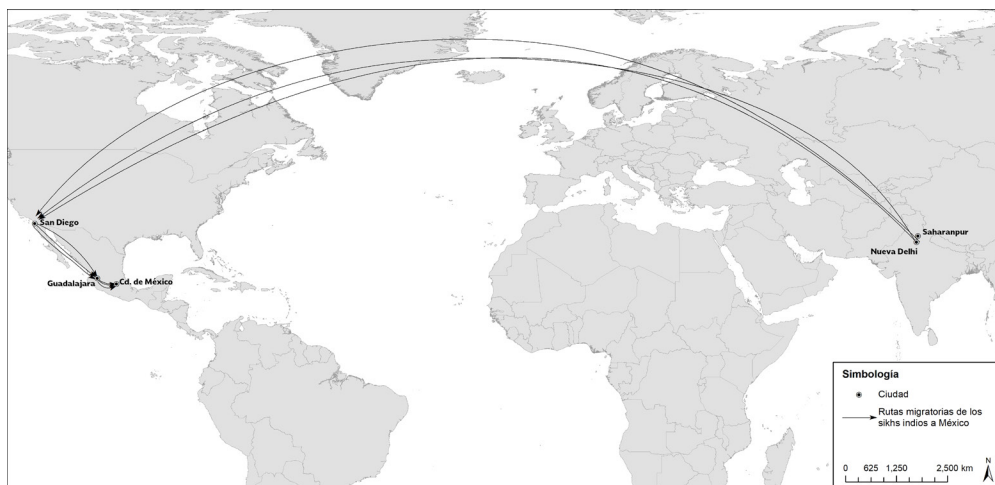 San Diego
Saharanpur
Nueva Delhi
Guadalajara
Cd. de México
Simbología
Ciudad
Rutas migratorias de los
sikhs indios a México
N
0 625 1,250 2,500 km